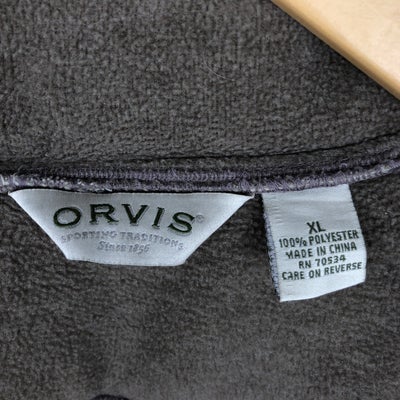 ORVIS®
SPORTING TRADITIONS
Since 1856
XL
100% POLYESTER
MADE IN CHINA
RN 70534
CARE ON REVERSE